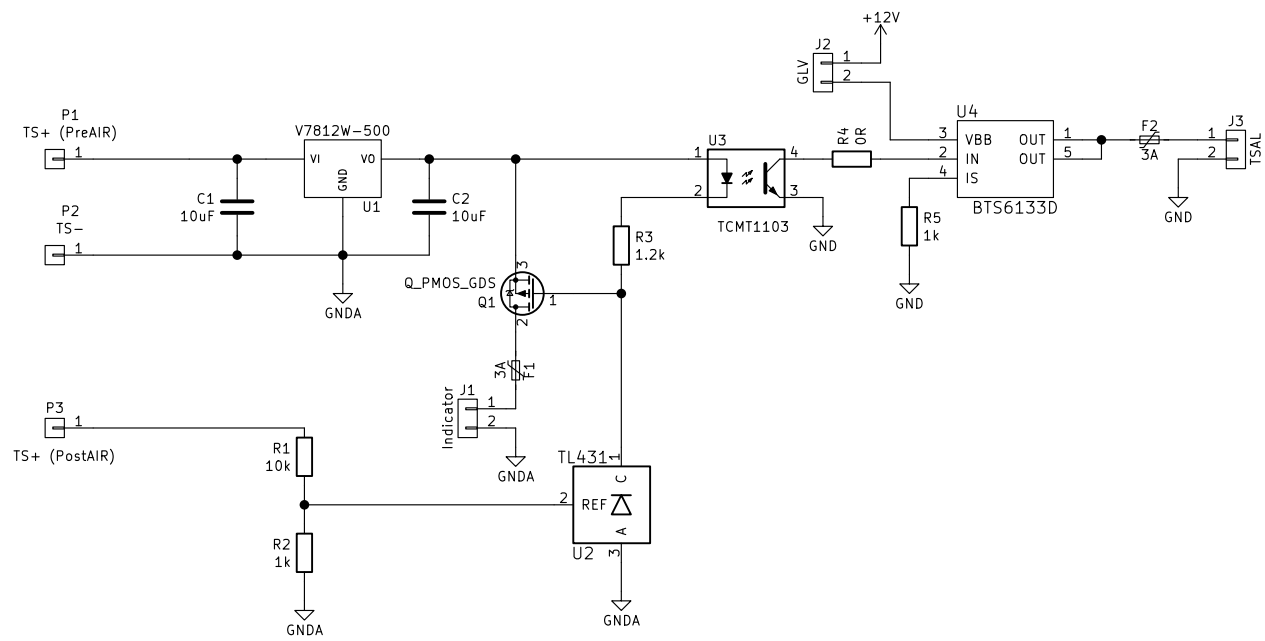 +12V
J2
GLV
1
2
P1
TS+ (PreAIR)
1
V7812W-500
VI
VO
GND
U1
C1
10uF
C2
10uF
P2
TS-
1
GNDA
U3
1
2
4
3
TCMT1103
GND
R4
0R
U4
3
2
4
VBB
IN
IS
OUT
OUT
1
5
BTS6133D
F2
3A
J3
1
2
TSAL
GND
R5
1k
GND
R3
1.2k
Q_PMOS_GDS
Q1
3
1
2
3A
F1
J1
Indicator
1
2
GNDA
P3
1
TS+ (PostAIR)
R1
10k
R2
1k
GNDA
TL431
1
C
2
REF
A
U2
3
GNDA